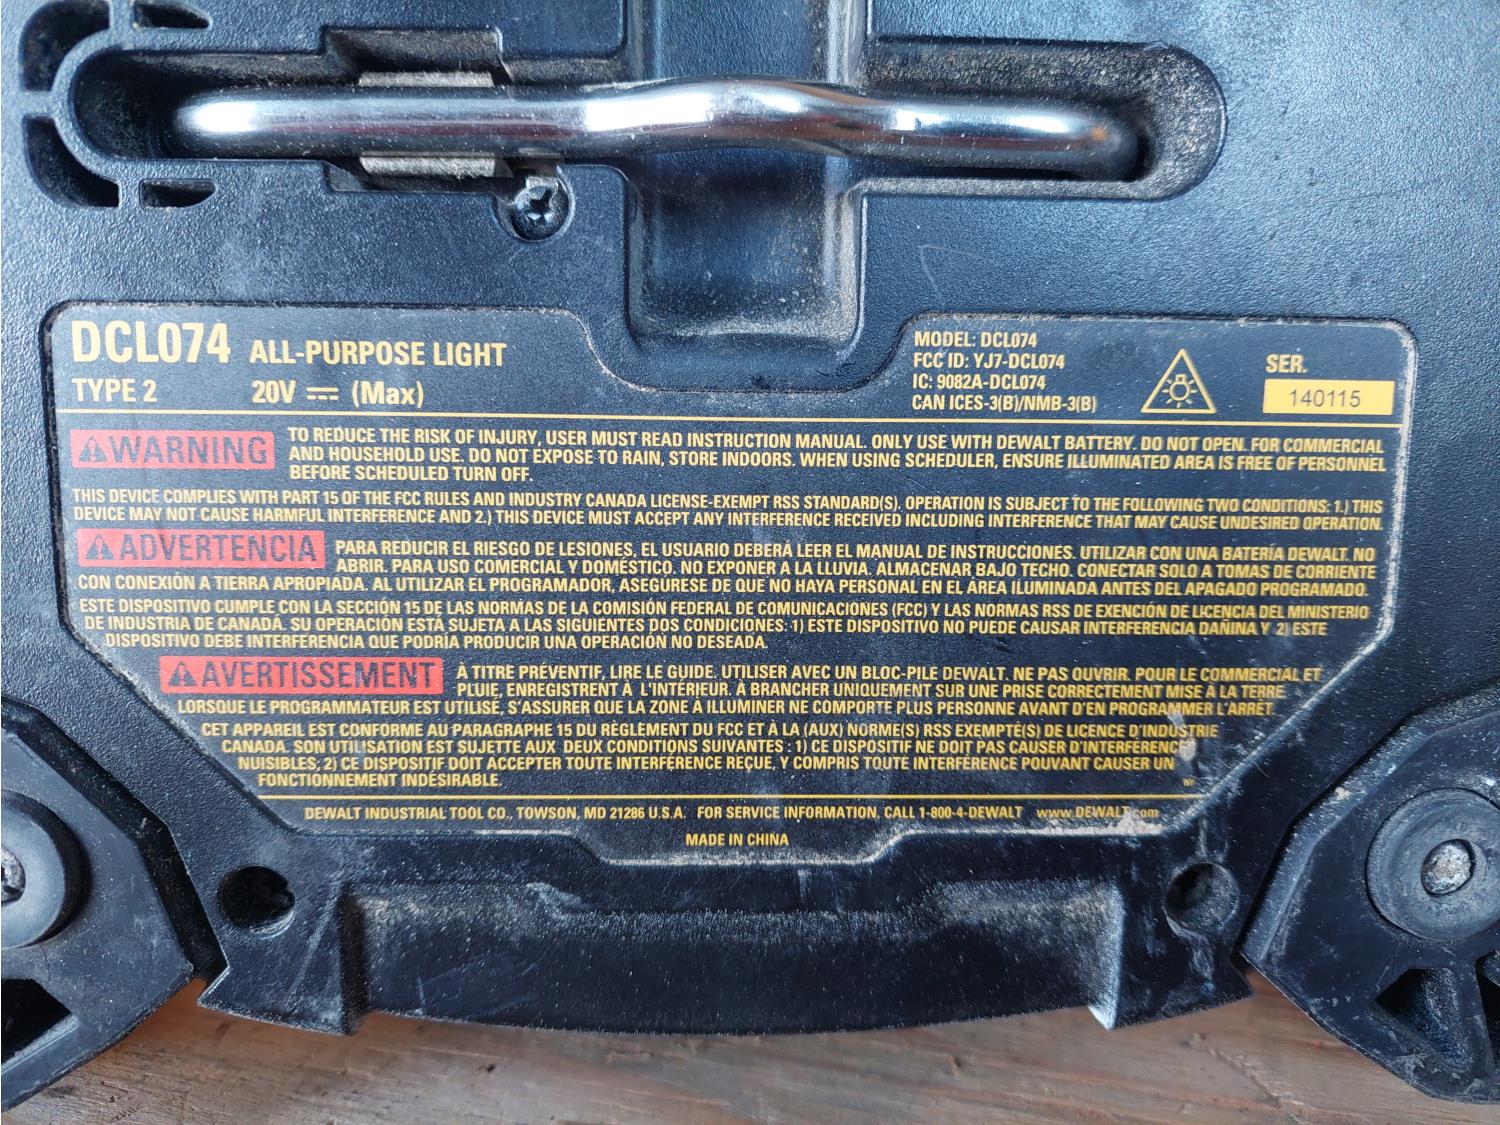 DCL074 ALL-PURPOSE LIGHT
TYPE 2 20V ⎓ (Max)
MODEL: DCL074
FCC ID: YJ7-DCL074
IC: 9082A-DCL074
CAN ICES-3(B)/NMB-3(B)
SER.
140115
WARNING TO REDUCE THE RISK OF INJURY, USER MUST READ INSTRUCTION MANUAL. ONLY USE WITH DEWALT BATTERY. DO NOT OPEN. FOR COMMERCIAL
AND HOUSEHOLD USE. DO NOT EXPOSE TO RAIN, STORE INDOORS. WHEN USING SCHEDULER, ENSURE ILLUMINATED AREA IS FREE OF PERSONNEL
BEFORE SCHEDULED TURN OFF.
THIS DEVICE COMPLIES WITH PART 15 OF THE FCC RULES AND INDUSTRY CANADA LICENSE-EXEMPT RSS STANDARD(S). OPERATION IS SUBJECT TO THE FOLLOWING TWO CONDITIONS: 1.) THIS
DEVICE MAY NOT CAUSE HARMFUL INTERFERENCE AND 2.) THIS DEVICE MUST ACCEPT ANY INTERFERENCE RECEIVED INCLUDING INTERFERENCE THAT MAY CAUSE UNDESIRED OPERATION.
ADVERTENCIA PARA REDUCIR EL RIESGO DE LESIONES, EL USUARIO DEBERÁ LEER EL MANUAL DE INSTRUCCIONES. UTILIZAR CON UNA BATERÍA DEWALT. NO
ABRIR. PARA USO COMERCIAL Y DOMÉSTICO. NO EXPONER A LA LLUVIA. ALMACENAR BAJO TECHO. CONECTAR SOLO A TOMAS DE CORRIENTE
CON CONEXIÓN A TIERRA APROPIADA. AL UTILIZAR EL PROGRAMADOR, ASEGÚRESE DE QUE NO HAYA PERSONAL EN EL ÁREA ILUMINADA ANTES DEL APAGADO PROGRAMADO.
ESTE DISPOSITIVO CUMPLE CON LA SECCIÓN 15 DE LAS NORMAS DE LA COMISIÓN FEDERAL DE COMUNICACIONES (FCC) Y LAS NORMAS RSS DE EXENCIÓN DE LICENCIA DEL MINISTERIO
DE INDUSTRIA DE CANADÁ. SU OPERACIÓN ESTÁ SUJETA A LAS SIGUIENTES DOS CONDICIONES: 1) ESTE DISPOSITIVO NO PUEDE CAUSAR INTERFERENCIA DAÑINA Y 2) ESTE
DISPOSITIVO DEBE INTERFERENCIA QUE PODRÍA PRODUCIR UNA OPERACIÓN NO DESEADA.
AVERTISSEMENT À TITRE PRÉVENTIF, LIRE LE GUIDE. UTILISER AVEC UN BLOC-PILE DEWALT. NE PAS OUVRIR. POUR LE COMMERCIAL ET
PLUIE, ENREGISTRENT À L'INTÉRIEUR. À BRANCHER UNIQUEMENT SUR UNE PRISE CORRECTEMENT MISE À LA TERRE.
LORSQUE LE PROGRAMMATEUR EST UTILISÉ, S'ASSURER QUE LA ZONE À ILLUMINER NE COMPORTE PLUS PERSONNE AVANT D'EN PROGRAMMER L'ARRÊT.
CET APPAREIL EST CONFORME AU PARAGRAPHE 15 DU RÈGLEMENT DU FCC ET À LA (AUX) NORME(S) RSS EXEMPTÉ(S) DE LICENCE D'INDUSTRIE
CANADA. SON UTILISATION EST SUJETTE AUX DEUX CONDITIONS SUIVANTES : 1) CE DISPOSITIF NE DOIT PAS CAUSER D'INTERFÉRENCE
NUISIBLES; 2) CE DISPOSITIF DOIT ACCEPTER TOUTE INTERFÉRENCE REÇUE, Y COMPRIS TOUTE INTERFÉRENCE POUVANT CAUSER UN
FONCTIONNEMENT INDÉSIRABLE.
DEWALT INDUSTRIAL TOOL CO., TOWSON, MD 21286 U.S.A. FOR SERVICE INFORMATION, CALL 1-800-4-DEWALT www.DEWALT.com
MADE IN CHINA